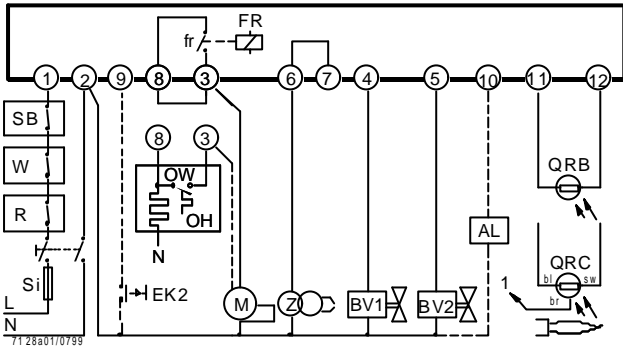 FR
fr
1 2 9 8 3 6 7 4 5 10 11 12
SB
8 3
W
OW
QRB
R
OH
AL
N
QRC
Si
EK2
1
bl
sw
L
M
Z
BV1
BV2
br
N
7128a01/0799